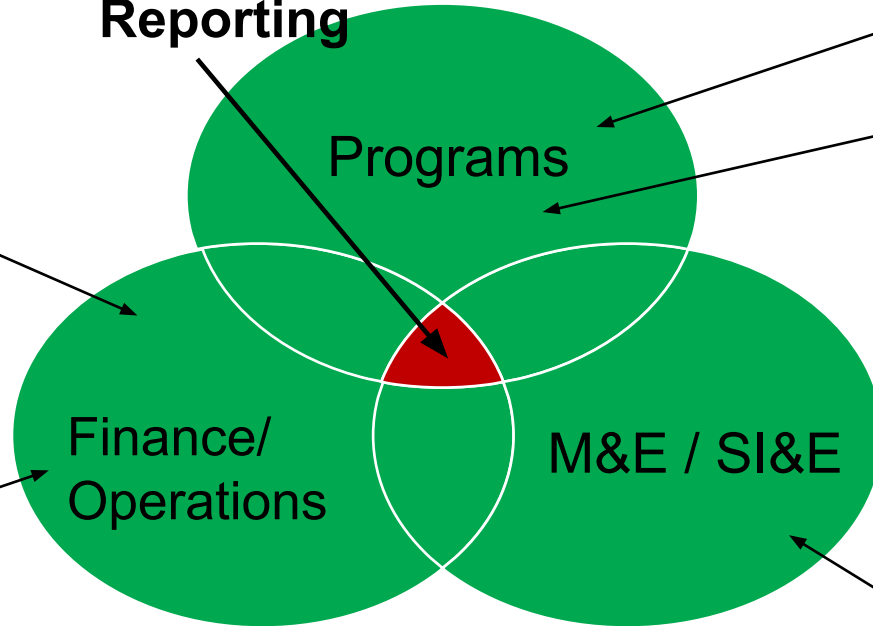 Reporting
Programs
Finance/
Operations
M&E / SI&E